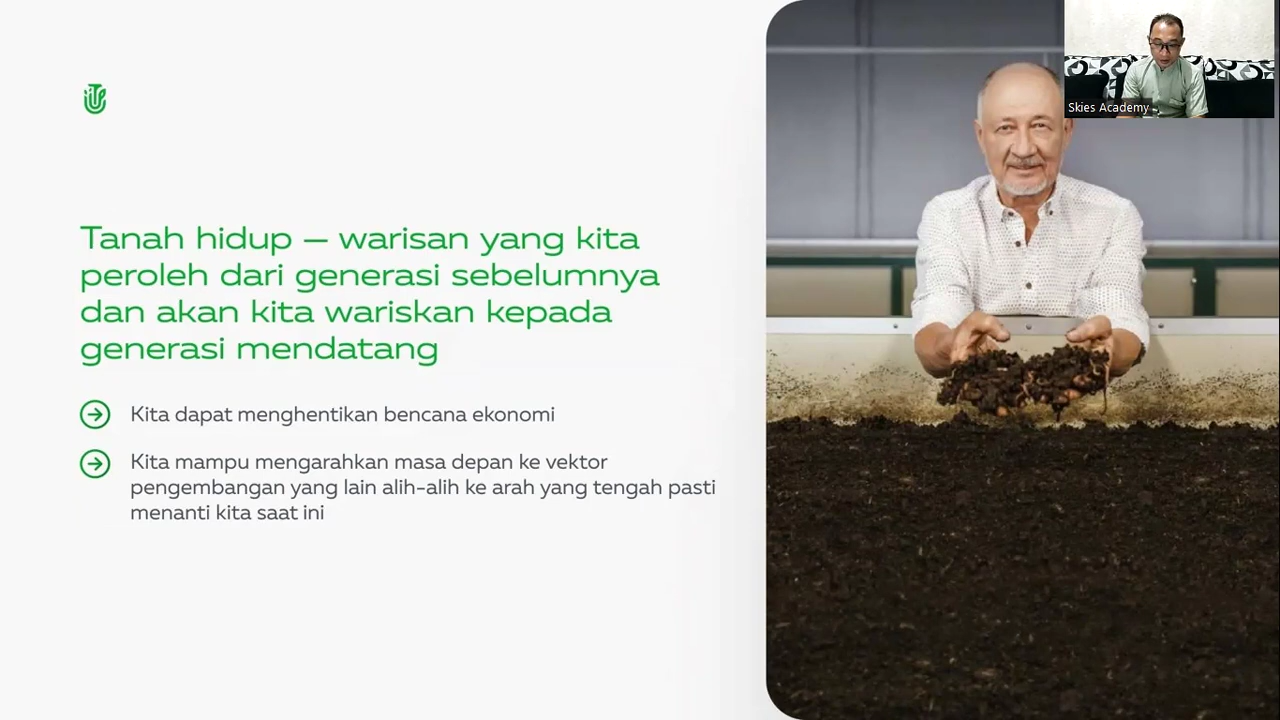 Skies Academy
Tanah hidup — warisan yang kita
peroleh dari generasi sebelumnya
dan akan kita wariskan kepada
generasi mendatang
Kita dapat menghentikan bencana ekonomi
Kita mampu mengarahkan masa depan ke vektor
pengembangan yang lain alih-alih ke arah yang tengah pasti
menanti kita saat ini